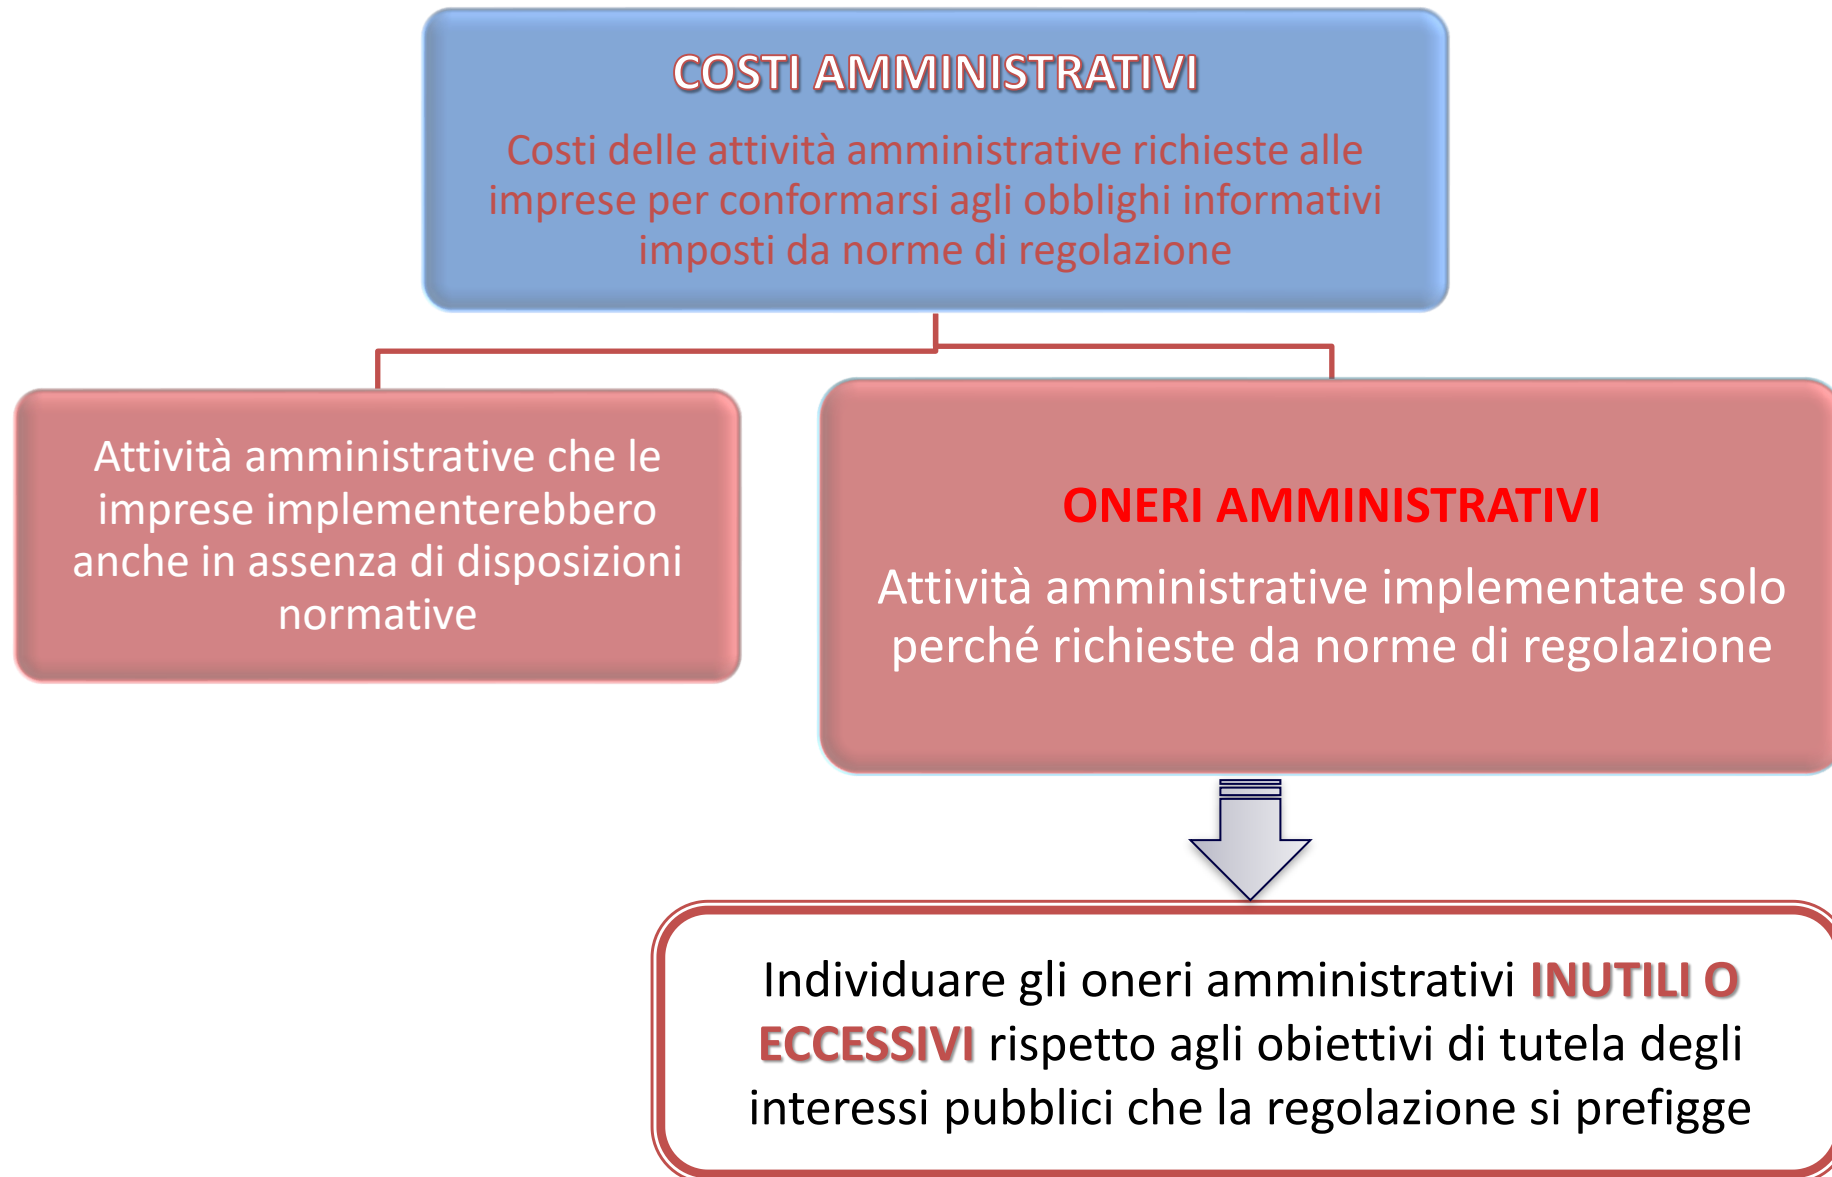 COSTI AMMINISTRATIVI
Costi delle attività amministrative richieste alle
imprese per conformarsi agli obblighi informativi
imposti da norme di regolazione
Attività amministrative che le
imprese implementerebbero
anche in assenza di disposizioni
normative
ONERI AMMINISTRATIVI
Attività amministrative implementate solo
perché richieste da norme di regolazione
Individuare gli oneri amministrativi INUTILI O
ECCESSIVI rispetto agli obiettivi di tutela degli
interessi pubblici che la regolazione si prefigge